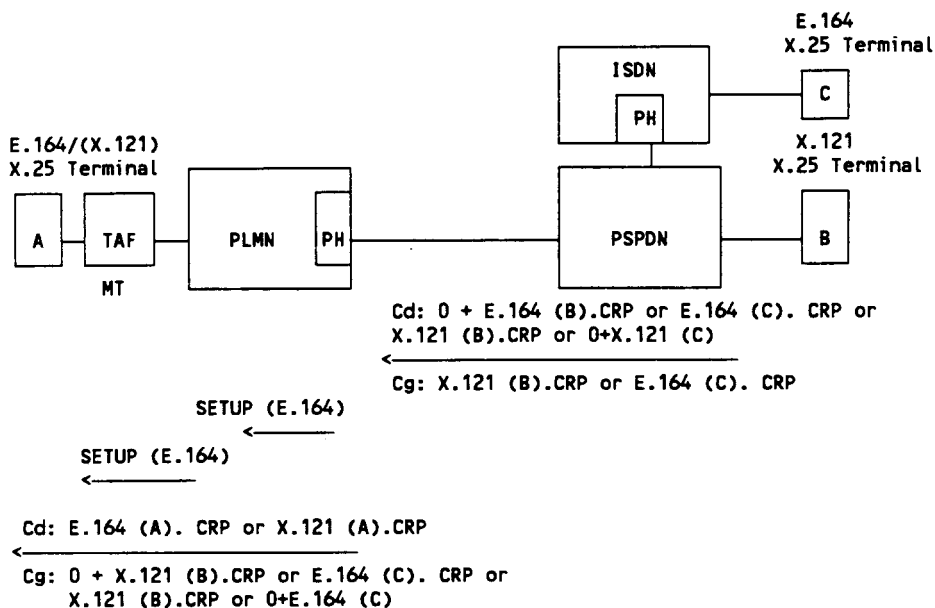 E.164
X.25 Terminal
ISDN
C
PH
E.164/(X.121)
X.25 Terminal
X.121
X.25 Terminal
A
TAF
PLMN
PH
PSPDN
B
MT
Cd: 0 + E.164 (B).CRP or E.164 (C). CRP or
X.121 (B).CRP or 0+X.121 (C)
Cg: X.121 (B).CRP or E.164 (C). CRP
SETUP (E.164)
SETUP (E.164)
Cd: E.164 (A). CRP or X.121 (A).CRP
Cg: 0 + X.121 (B).CRP or E.164 (C). CRP or
X.121 (B).CRP or 0+E.164 (C)